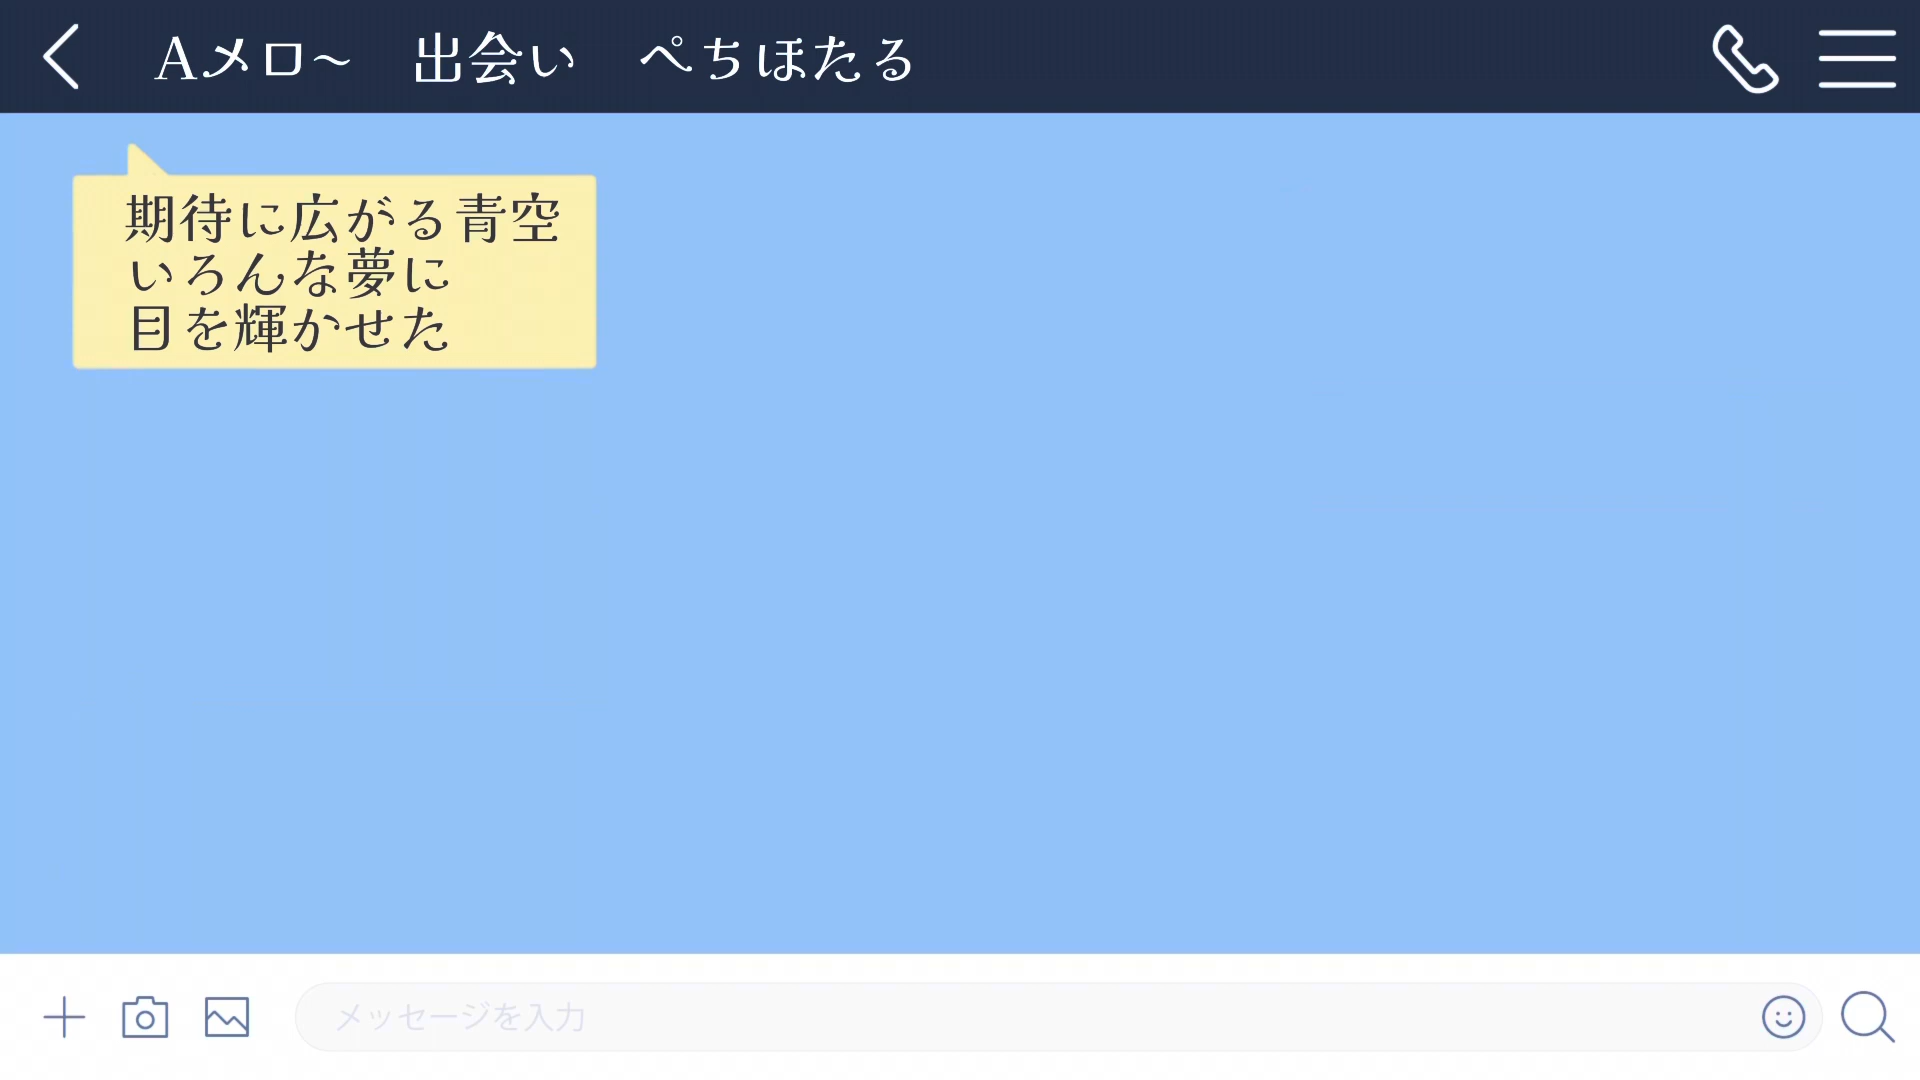 Aメロ～　出会い　ぺちほたる
期待に広がる青空
いろんな夢に
目を輝かせた
メッセージを入力